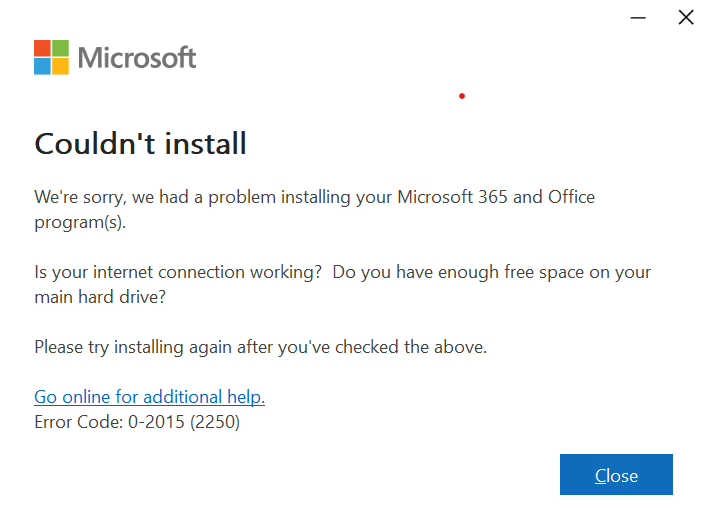 Microsoft
Couldn't install
We're sorry, we had a problem installing your Microsoft 365 and Office
program(s).
Is your internet connection working?  Do you have enough free space on your
main hard drive?
Please try installing again after you've checked the above.
Go online for additional help.
Error Code: 0-2015 (2250)
Close